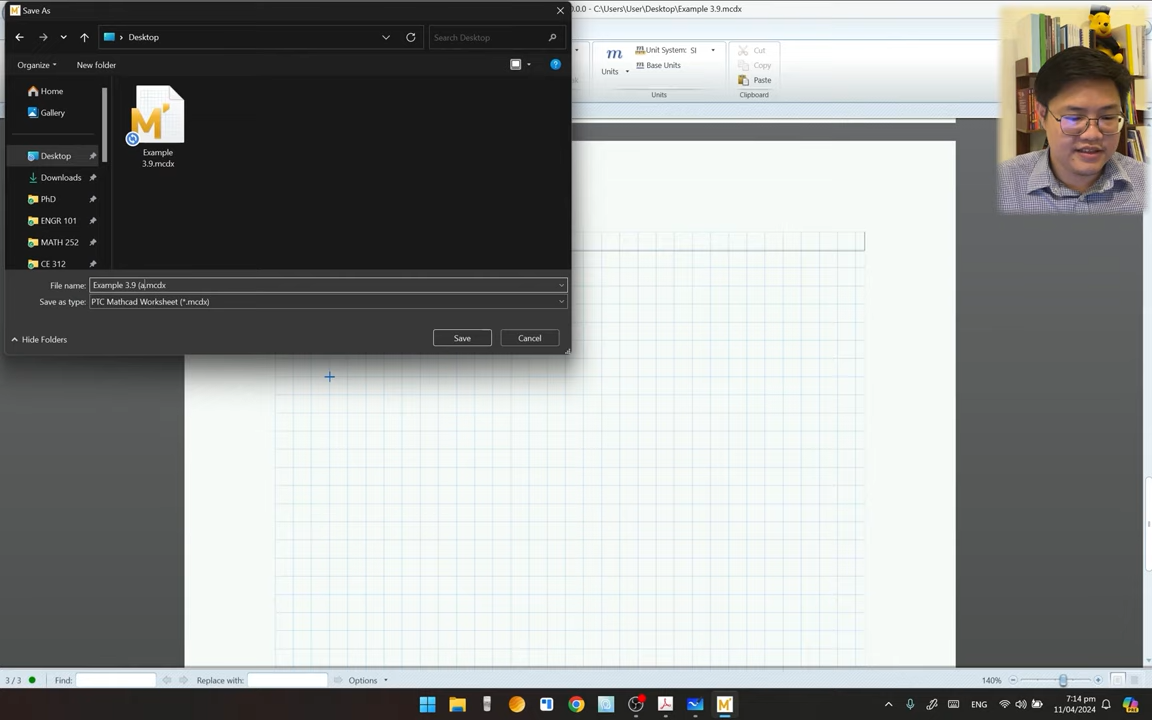 Save As
.0.0 - C:\Users\User\Desktop\Example 3.9.mcdx
Desktop
Search Desktop
Organize
New folder
Home
Gallery
Desktop
Downloads
PhD
ENGR 101
MATH 252
CE 312
Example
3.9.mcdx
File name: Example 3.9 (a.mcdx
Save as type: PTC Mathcad Worksheet (*.mcdx)
Hide Folders
Save
Cancel
m
Units
Unit System: SI
Base Units
Units
Cut
Copy
Paste
Clipboard
3 / 3
Find:
Replace with:
Options
140%
ENG
7:14 pm
11/04/2024